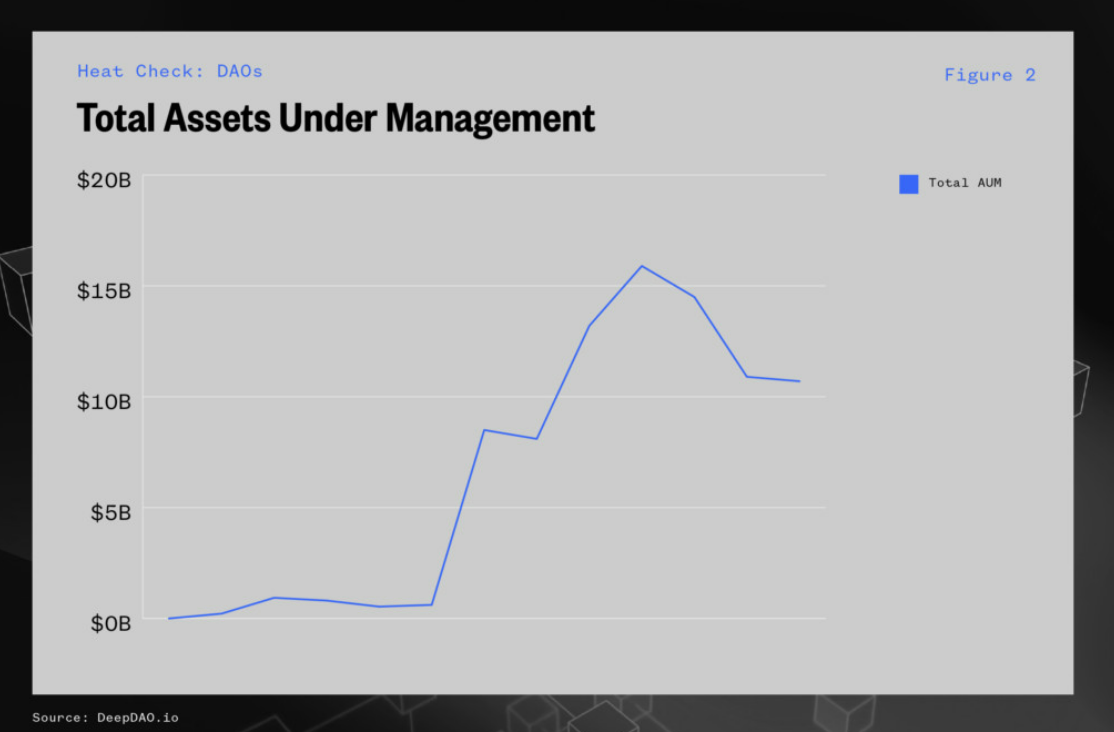 Heat Check: DAOs
Figure 2
Total Assets Under Management
$20B
$15B
$10B
$5B
$0B
Total AUM
Source: DeepDAO.io